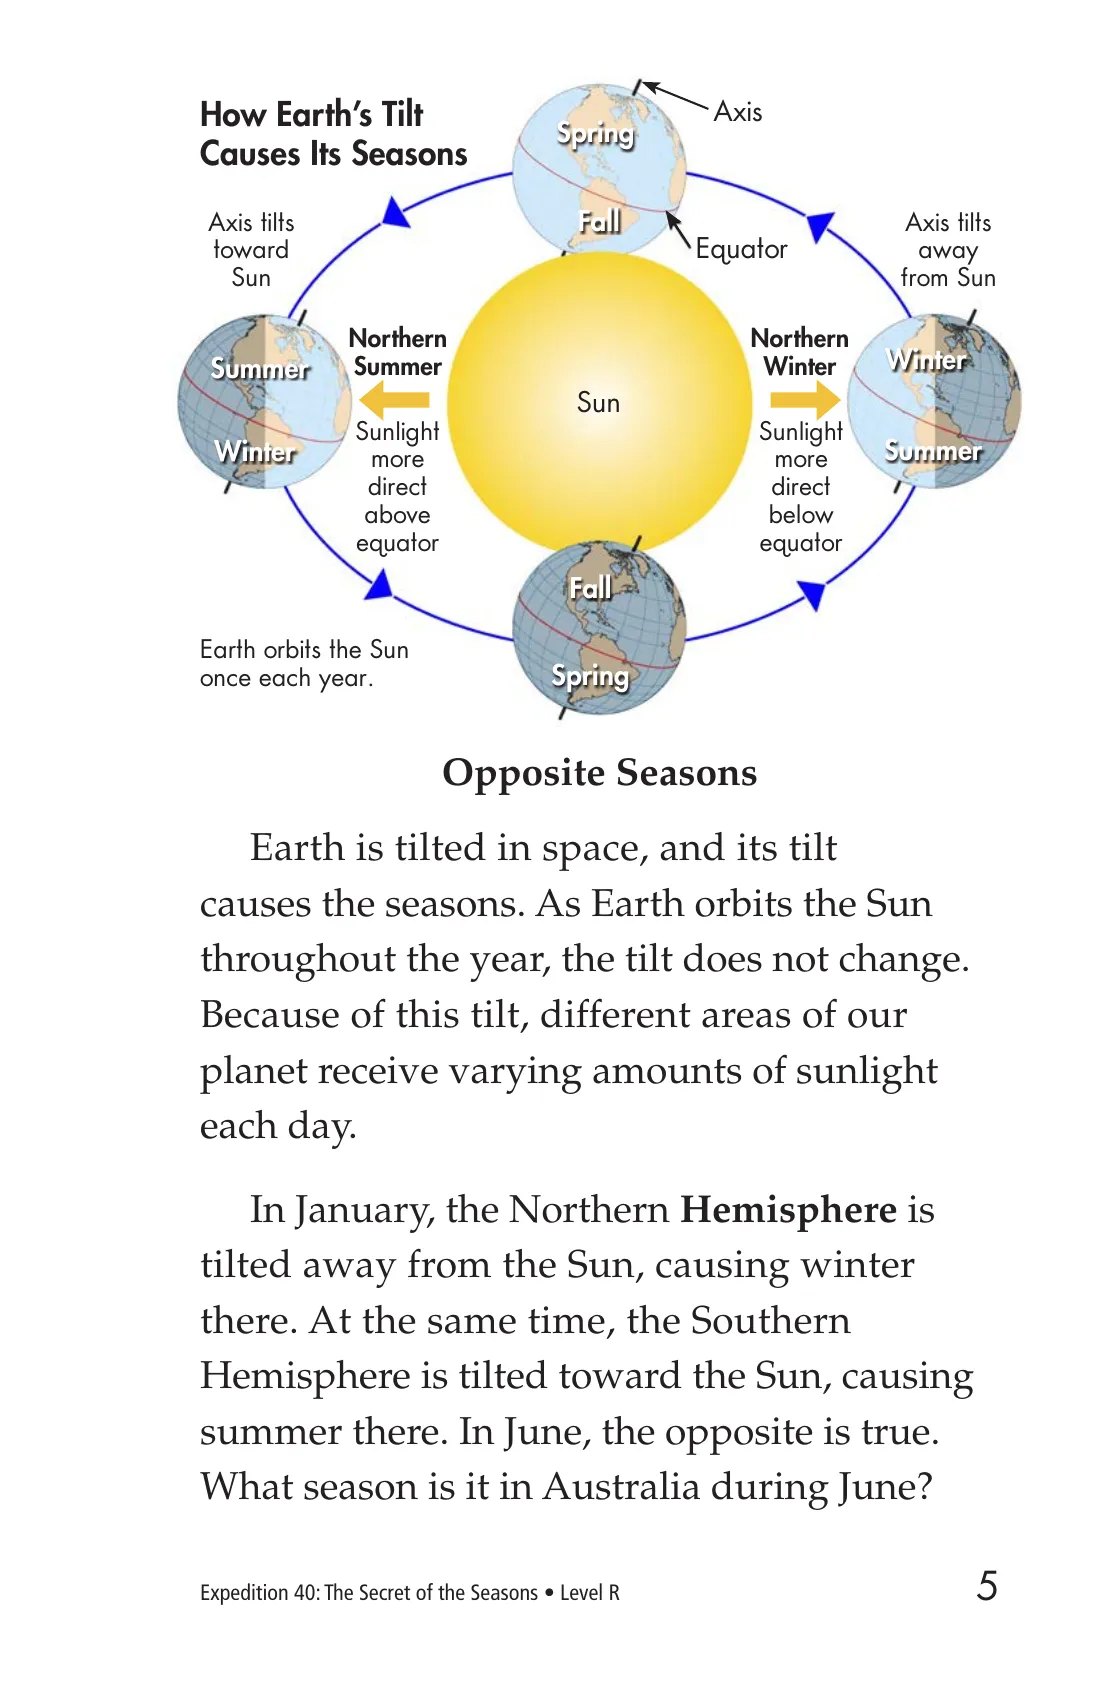 How Earth's Tilt
Causes Its Seasons
Axis
Spring
Fall
Equator
Axis tilts
toward
Sun
Axis tilts
away
from Sun
Summer
Winter
Northern
Summer
Sunlight
more
direct
above
equator
Sun
Northern
Winter
Sunlight
more
direct
below
equator
Winter
Summer
Fall
Spring
Earth orbits the Sun
once each year.
Opposite Seasons
Earth is tilted in space, and its tilt
causes the seasons. As Earth orbits the Sun
throughout the year, the tilt does not change.
Because of this tilt, different areas of our
planet receive varying amounts of sunlight
each day.
In January, the Northern Hemisphere is
tilted away from the Sun, causing winter
there. At the same time, the Southern
Hemisphere is tilted toward the Sun, causing
summer there. In June, the opposite is true.
What season is it in Australia during June?
Expedition 40: The Secret of the Seasons • Level R
5